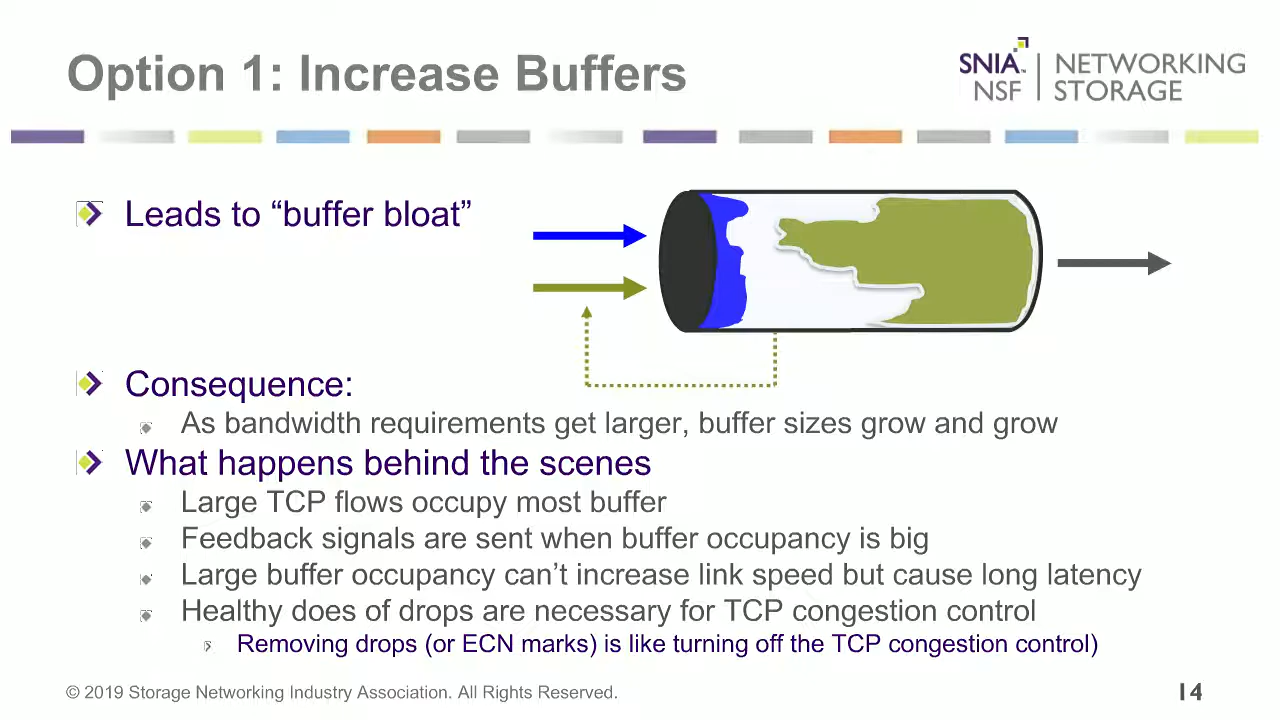 Option 1: Increase Buffers
SNIA™ NETWORKING
NSF STORAGE
Leads to “buffer bloat”
Consequence:
As bandwidth requirements get larger, buffer sizes grow and grow
What happens behind the scenes
Large TCP flows occupy most buffer
Feedback signals are sent when buffer occupancy is big
Large buffer occupancy can’t increase link speed but cause long latency
Healthy does of drops are necessary for TCP congestion control
Removing drops (or ECN marks) is like turning off the TCP congestion control)
© 2019 Storage Networking Industry Association. All Rights Reserved.
14